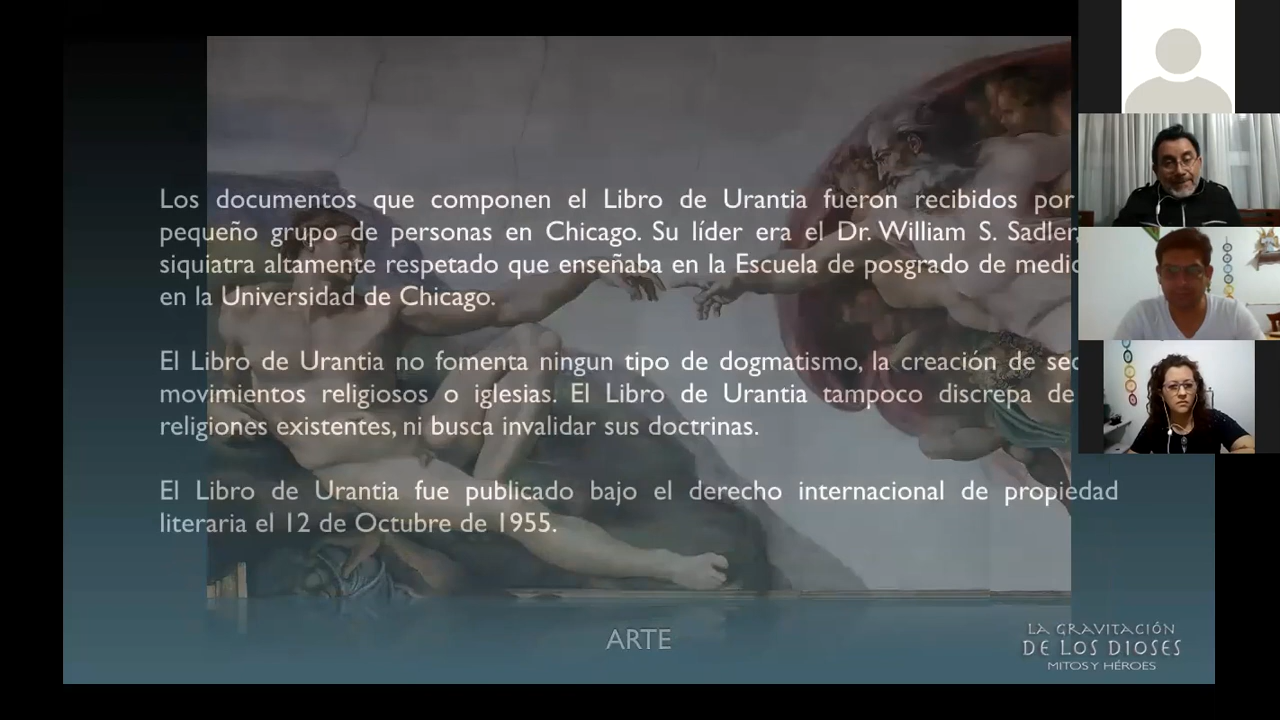 Los documentos que componen el Libro de Urantia fueron recibidos por
pequeño grupo de personas en Chicago. Su líder era el Dr. William S. Sadler,
siquiatra altamente respetado que enseñaba en la Escuela de posgrado de
en la Universidad de Chicago.
El Libro de Urantia no fomenta ningun tipo de dogmatismo, la creación de
movimientos religiosos o iglesias. El Libro de Urantia tampoco discrepa de
religiones existentes, ni busca invalidar sus doctrinas.
El Libro de Urantia fue publicado bajo el derecho internacional de propiedad
literaria el 12 de Octubre de 1955.
ARTE
LA GRAVITACIÓN
DE LOS DIOSES
MITOS Y HÉROES